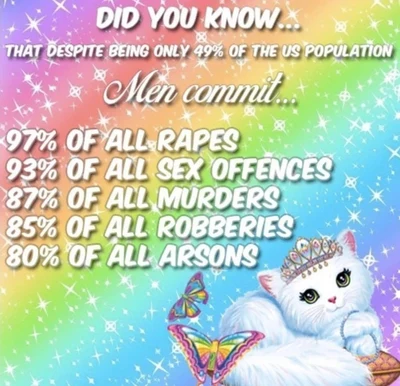 DID YOU KNOW...
THAT DESPITE BEING ONLY 49% OF THE US POPULATION
Men commit...
97% OF ALL RAPES
93% OF ALL SEX OFFENCES
87% OF ALL MURDERS
85% OF ALL ROBBERIES
80% OF ALL ARSONS